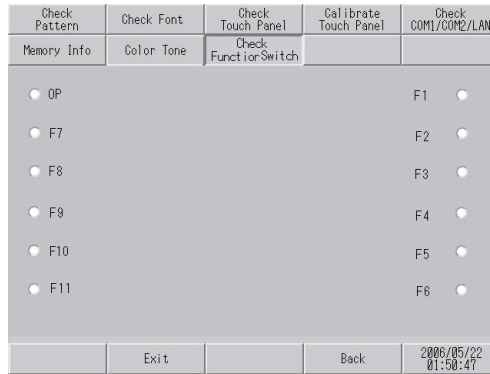 Check
Pattern
Check Font
Check
Touch Panel
Calibrate
Touch Panel
Check
COM1/COM2/LAN
Memory Info
Color Tone
Check
FunctiorSwitch
OP
F1
F7
F2
F8
F3
F9
F4
F10
F5
F11
F6
Exit
Back
2006/05/22
01:50:47